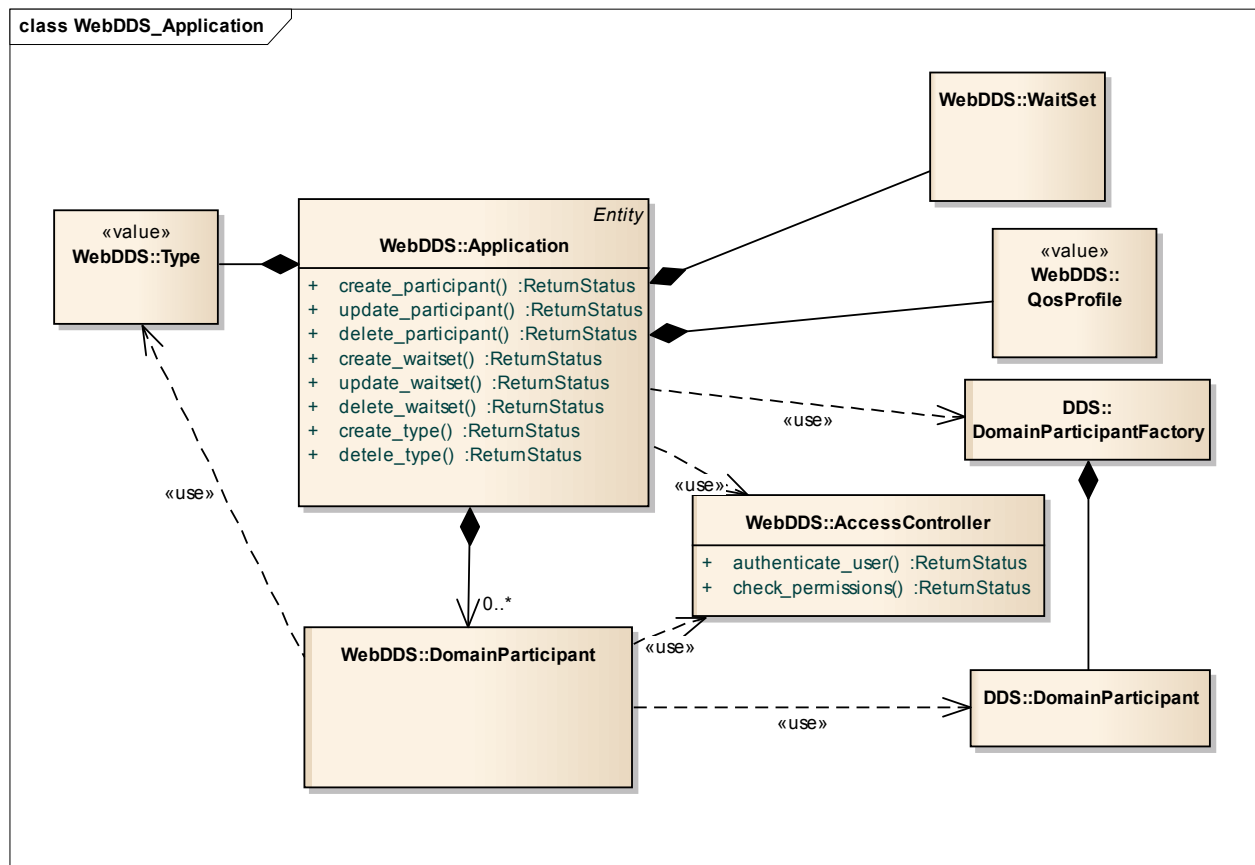 class WebDDS_Application
WebDDS::WaitSet
Entity
WebDDS::Application
+ create_participant() :ReturnStatus
+ update_participant() :ReturnStatus
+ delete_participant() :ReturnStatus
+ create_waitset() :ReturnStatus
+ update_waitset() :ReturnStatus
+ delete_waitset() :ReturnStatus
+ create_type() :ReturnStatus
+ detele_type() :ReturnStatus
«value»
WebDDS::Type
«value»
WebDDS::
QosProfile
DDS::
DomainParticipantFactory
«use»
«use»
«use»
WebDDS::AccessController
+ authenticate_user() :ReturnStatus
+ check_permissions() :ReturnStatus
0..*
WebDDS::DomainParticipant
«use»
DDS::DomainParticipant
«use»